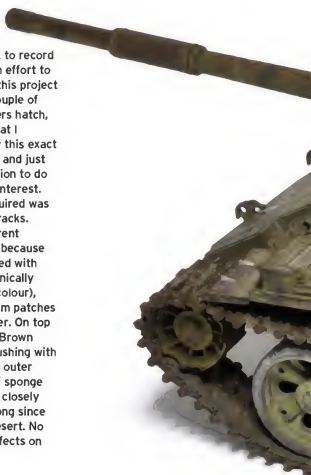 to record
effort to
this project
ouple of
ers hatch,
at I
this exact
and just
ion to do
nterest.
uired was
racks.
rent
because
ed with
nically
colour),
m patches
er. On top
Brown
ushing with
outer
sponge
closely
ong since
esert. No
fects on